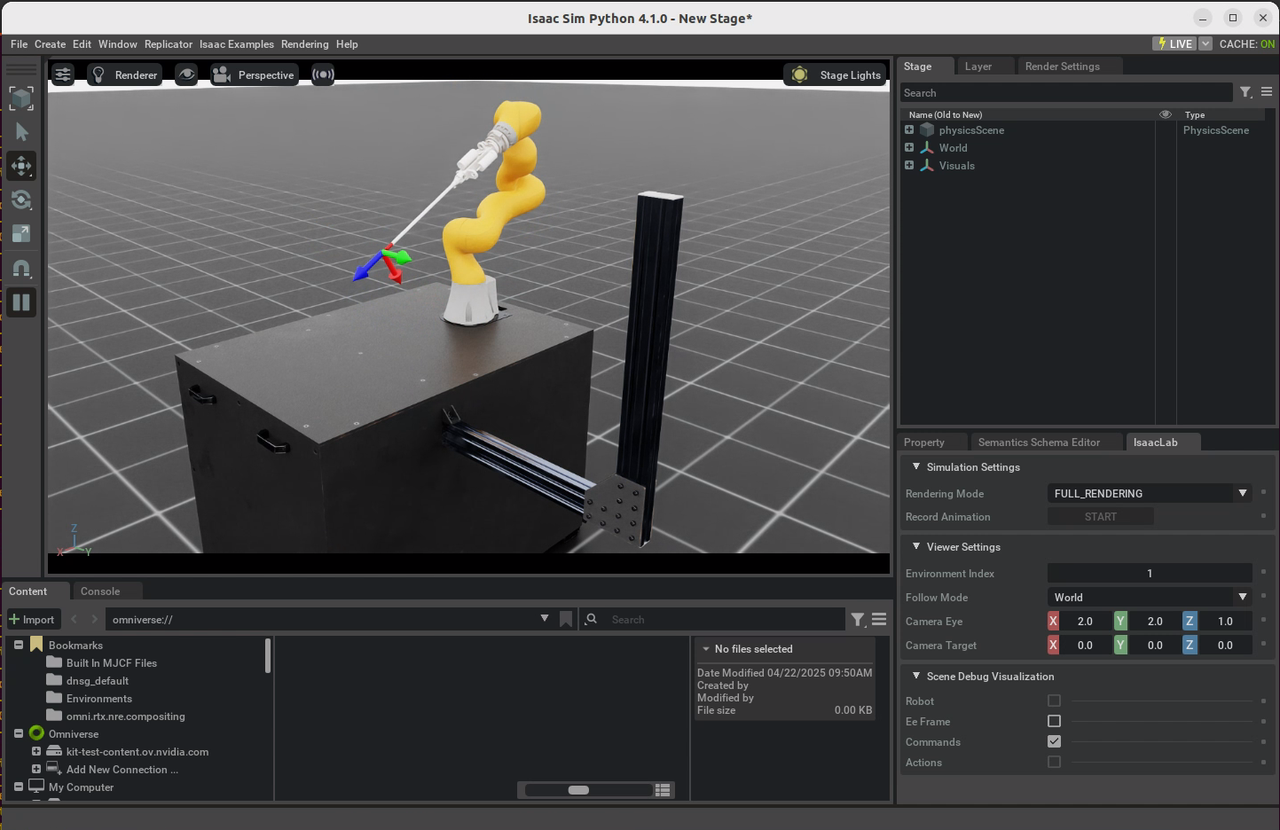 Isaac Sim Python 4.1.0 - New Stage*
File Create Edit Window Replicator Isaac Examples Rendering Help
LIVE CACHE: ON
Renderer Perspective Stage Lights
Stage Layer Render Settings
Search
Name (Old to New) Type
physicsScene PhysicsScene
World
Visuals
Z
X Y
Property Semantics Schema Editor IsaacLab
Simulation Settings
Rendering Mode FULL_RENDERING
Record Animation START
Viewer Settings
Environment Index 1
Follow Mode World
Camera Eye X 2.0 Y 2.0 Z 1.0
Camera Target X 0.0 Y 0.0 Z 0.0
Scene Debug Visualization
Robot
Ee Frame
Commands
Actions
Content Console
Import omniverse:// Search
Bookmarks
Built In MJCF Files
dnsg_default
Environments
omni.rtx.nre.compositing
Omniverse
kit-test-content.ov.nvidia.com
Add New Connection ...
My Computer
No files selected
Date Modified 04/22/2025 09:50AM
Created by
Modified by
File size 0.00 KB